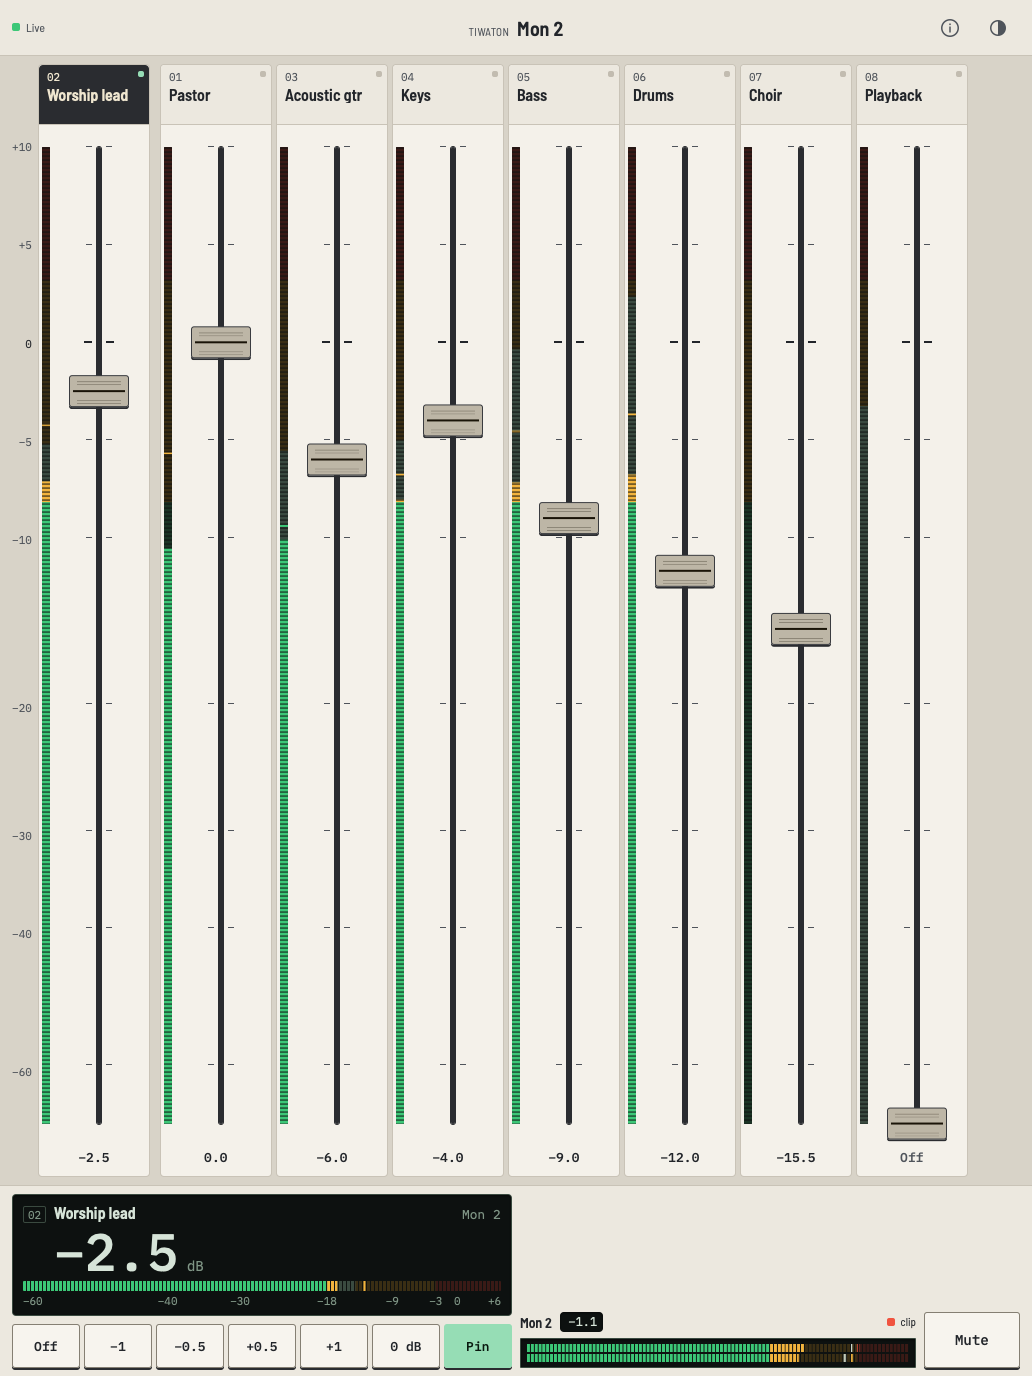 Live
TIWATON Mon 2
02 01 03 04 05 06 07 08
Worship lead Pastor Acoustic gtr Keys Bass Drums Choir Playback
+10
+5
0
−5
−10
−20
−30
−40
−60
−2.5 0.0 −6.0 −4.0 −9.0 −12.0 −15.5 Off
02 Worship lead Mon 2
−2.5 dB
−60 −40 −30 −18 −9 −3 0 +6
Off −1 −0.5 +0.5 +1 0 dB Pin
Mon 2 −1.1 clip
Mute